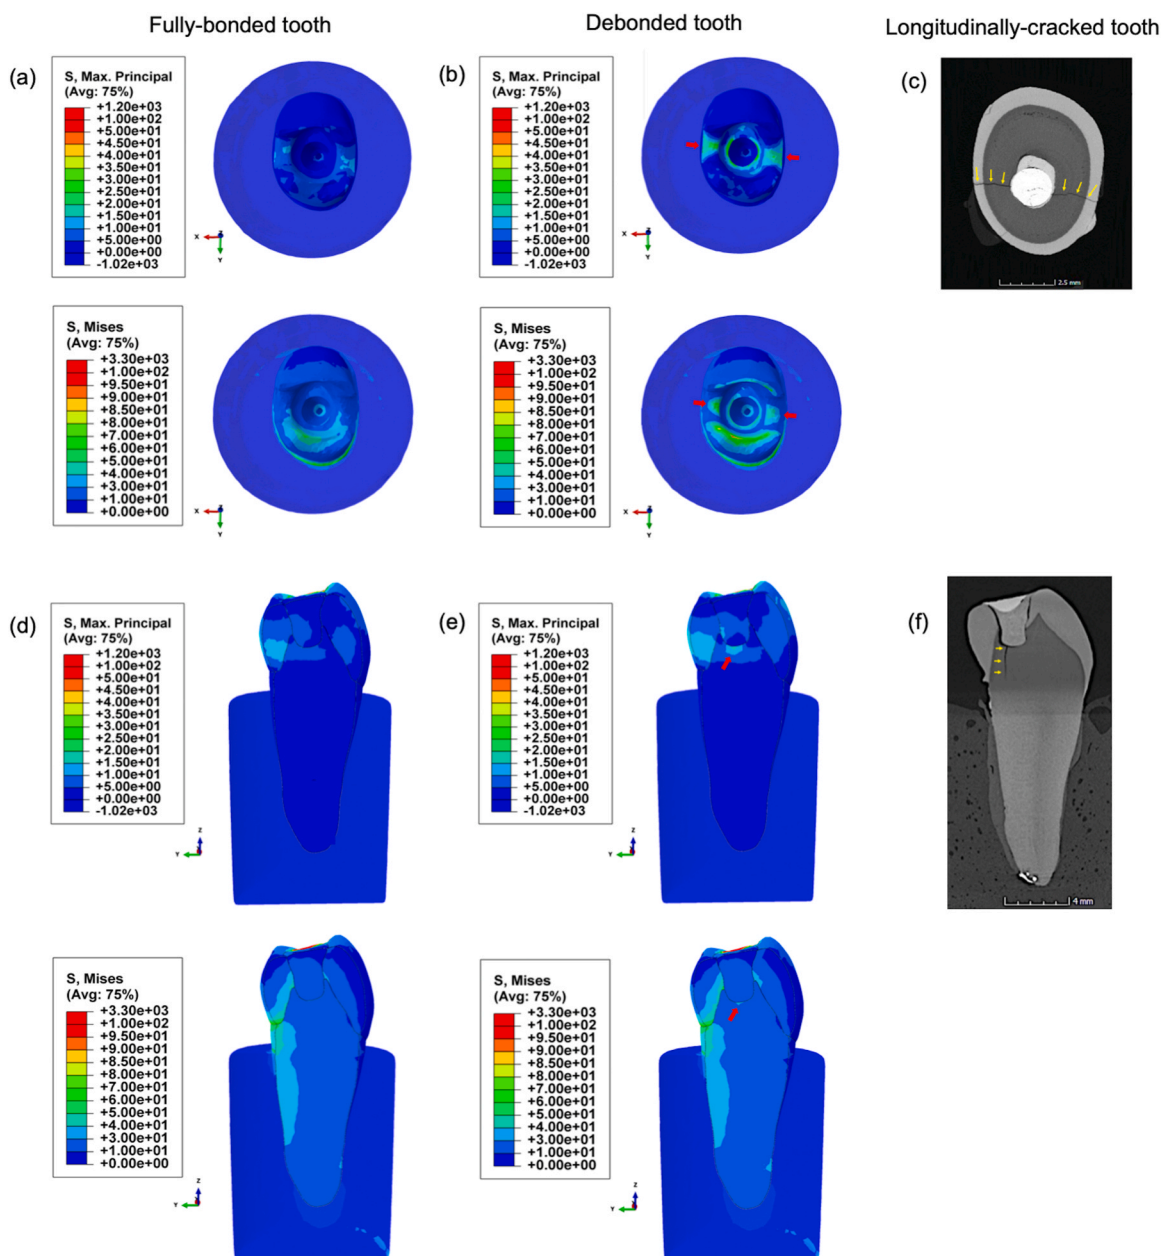 Fully-bonded tooth
Debonded tooth
Longitudinally-cracked tooth
(a)
S, Max. Principal
(Avg: 75%)
+1.20e+03
+1.00e+02
+5.00e+01
+4.50e+01
+4.00e+01
+3.50e+01
+3.00e+01
+2.50e+01
+2.00e+01
+1.50e+01
+1.00e+01
+5.00e+00
+0.00e+00
-1.02e+03
X
Z
Y
(b)
S, Max. Principal
(Avg: 75%)
+1.20e+03
+1.00e+02
+5.00e+01
+4.50e+01
+4.00e+01
+3.50e+01
+3.00e+01
+2.50e+01
+2.00e+01
+1.50e+01
+1.00e+01
+5.00e+00
+0.00e+00
-1.02e+03
X
Z
Y
(c)
2.5 mm
S, Mises
(Avg: 75%)
+3.30e+03
+1.00e+02
+9.50e+01
+9.00e+01
+8.50e+01
+8.00e+01
+7.00e+01
+6.00e+01
+5.00e+01
+4.00e+01
+3.00e+01
+1.00e+01
+0.00e+00
X
Z
Y
S, Mises
(Avg: 75%)
+3.30e+03
+1.00e+02
+9.50e+01
+9.00e+01
+8.50e+01
+8.00e+01
+7.00e+01
+6.00e+01
+5.00e+01
+4.00e+01
+3.00e+01
+1.00e+01
+0.00e+00
X
Z
Y
(d)
S, Max. Principal
(Avg: 75%)
+1.20e+03
+1.00e+02
+5.00e+01
+4.50e+01
+4.00e+01
+3.50e+01
+3.00e+01
+2.50e+01
+2.00e+01
+1.50e+01
+1.00e+01
+5.00e+00
+0.00e+00
-1.02e+03
Z
Y
(e)
S, Max. Principal
(Avg: 75%)
+1.20e+03
+1.00e+02
+5.00e+01
+4.50e+01
+4.00e+01
+3.50e+01
+3.00e+01
+2.50e+01
+2.00e+01
+1.50e+01
+1.00e+01
+5.00e+00
+0.00e+00
-1.02e+03
Z
Y
(f)
4 mm
S, Mises
(Avg: 75%)
+3.30e+03
+1.00e+02
+9.50e+01
+9.00e+01
+8.50e+01
+8.00e+01
+7.00e+01
+6.00e+01
+5.00e+01
+4.00e+01
+3.00e+01
+1.00e+01
+0.00e+00
Z
Y
S, Mises
(Avg: 75%)
+3.30e+03
+1.00e+02
+9.50e+01
+9.00e+01
+8.50e+01
+8.00e+01
+7.00e+01
+6.00e+01
+5.00e+01
+4.00e+01
+3.00e+01
+1.00e+01
+0.00e+00
Z
Y